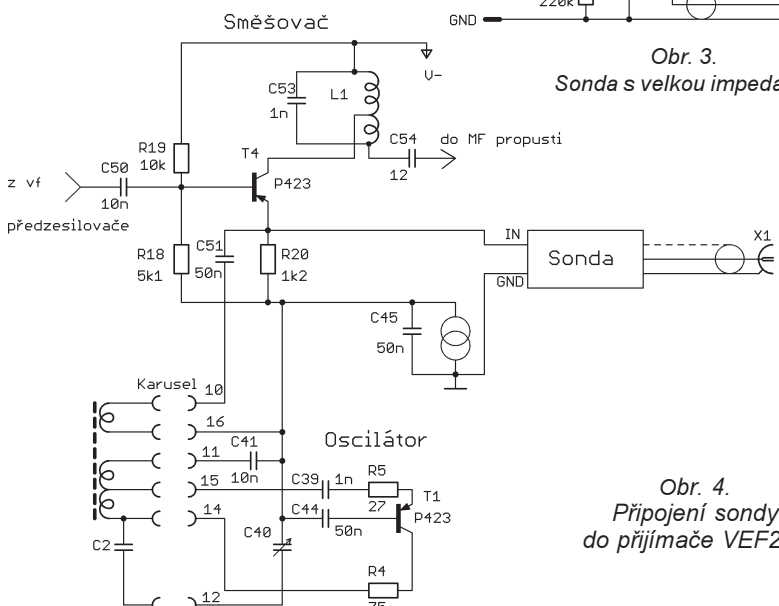 Směšovač
220k
GND
Obr. 3.
Sonda s velkou
V-
C53
1n
L1
R19
10k
C54
12
do MF propusti
T4
P423
z vf
předzesilovače
C50
10n
R18
5k1
C51
50n
R20
1k2
IN
GND
Sonda
X1
C45
50n
Karusel
10
16
11
15
14
12
C41
10n
Oscilátor
C39
1n
R5
27
T1
P423
C44
50n
C40
C2
R4
Obr. 4.
Připojení sondy
do přijímače